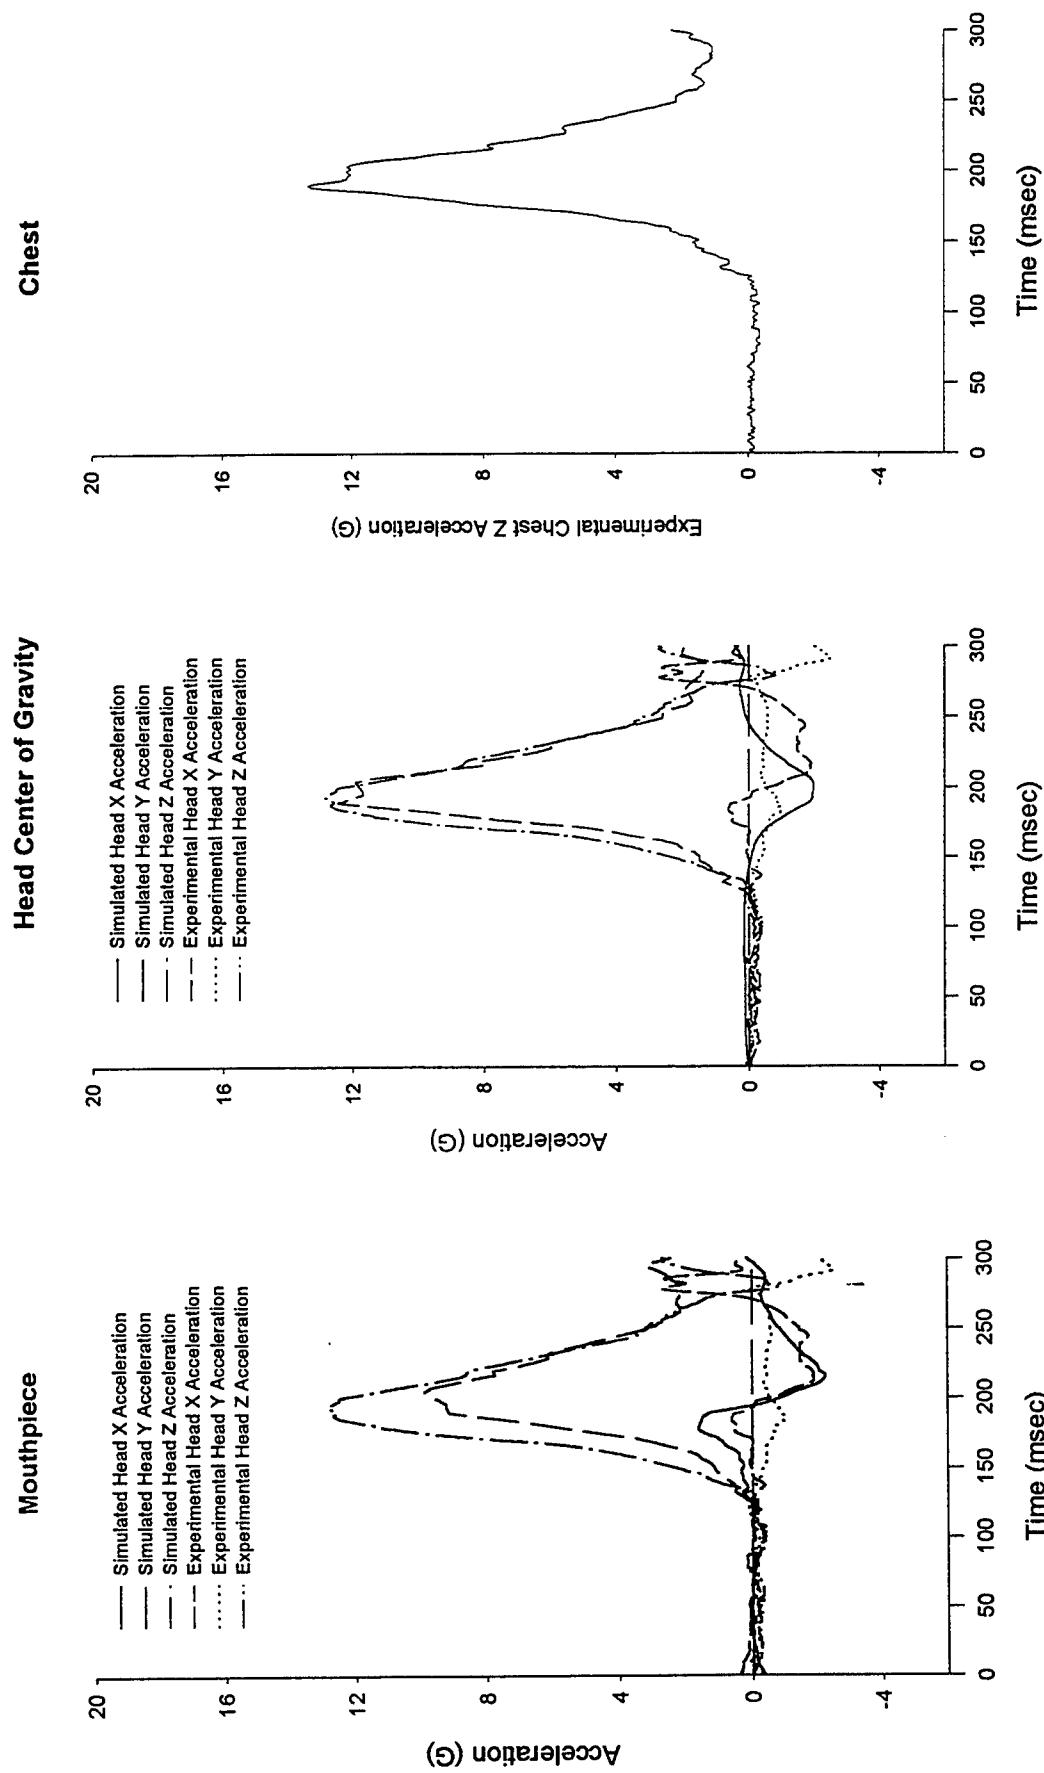 Mouthpiece
Simulated Head X Acceleration
Simulated Head Y Acceleration
Simulated Head Z Acceleration
Experimental Head X Acceleration
Experimental Head Y Acceleration
Experimental Head Z Acceleration
Acceleration (G)
20
16
12
8
4
0
-4
0
50
100
150
200
250
300
Time (msec)
Head Center of Gravity
Simulated Head X Acceleration
Simulated Head Y Acceleration
Simulated Head Z Acceleration
Experimental Head X Acceleration
Experimental Head Y Acceleration
Experimental Head Z Acceleration
Acceleration (G)
20
16
12
8
4
0
-4
0
50
100
150
200
250
300
Time (msec)
Chest
Experimental Chest Z Acceleration (G)
20
16
12
8
4
0
-4
0
50
100
150
200
250
300
Time (msec)